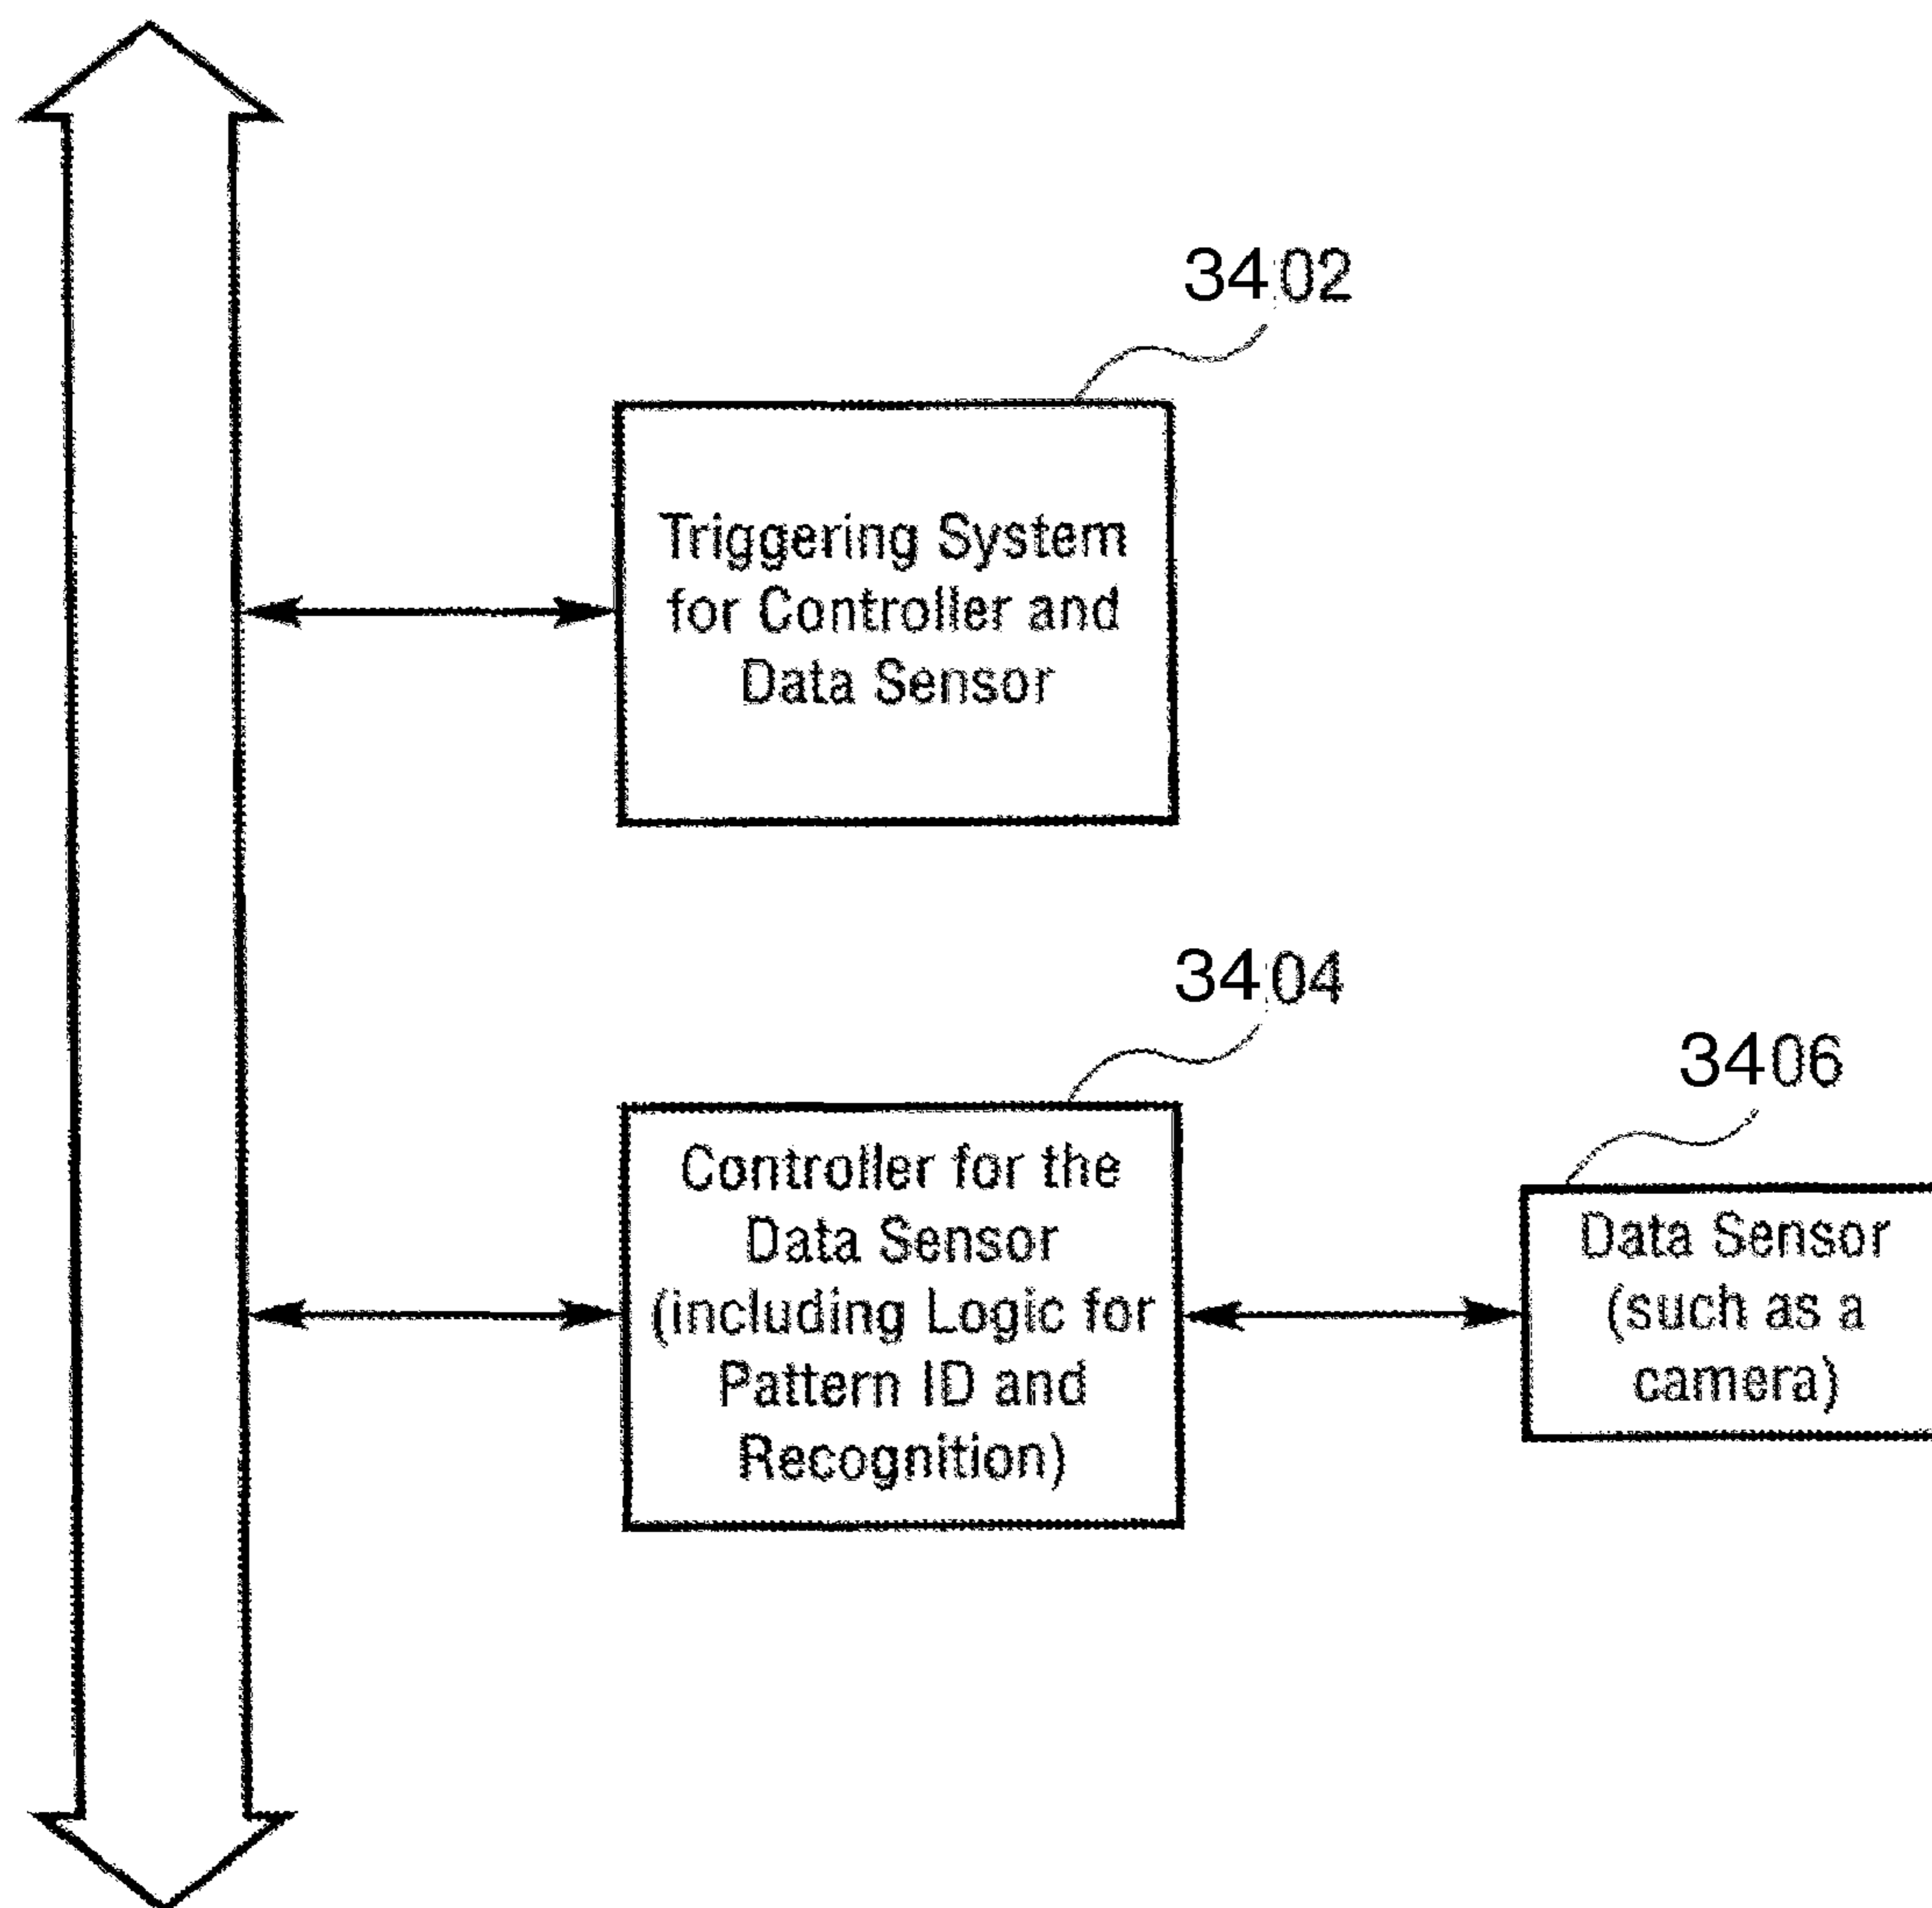 3402
Triggering System
for Controller and
Data Sensor
3404
Controller for the
Data Sensor
(including Logic for
Pattern ID and
Recognition)
3406
Data Sensor
(such as a
camera)